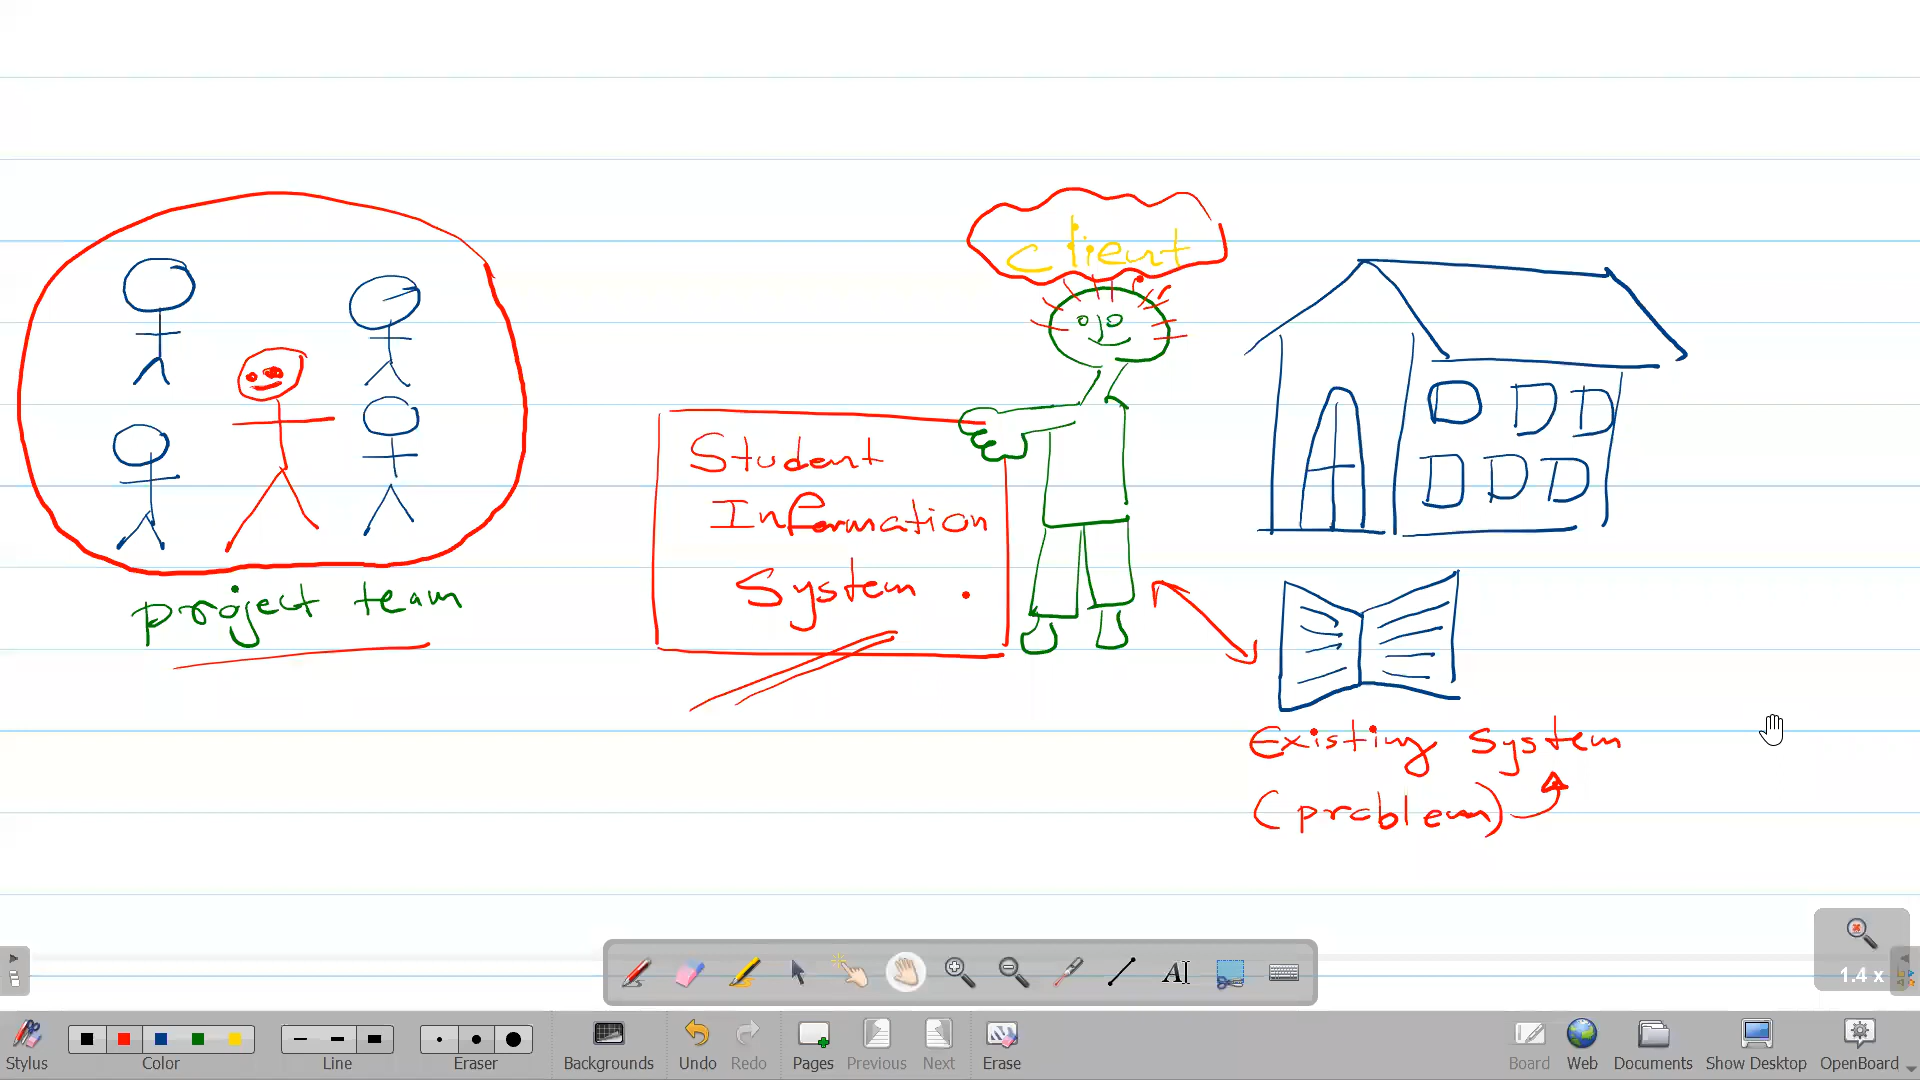 client
Student
Information
System .
project team
Existing System
(problem)
1.4 x
Stylus
Color
Line
Eraser
Backgrounds
Undo
Redo
Pages
Previous
Next
Erase
Board
Web
Documents
Show Desktop
OpenBoard